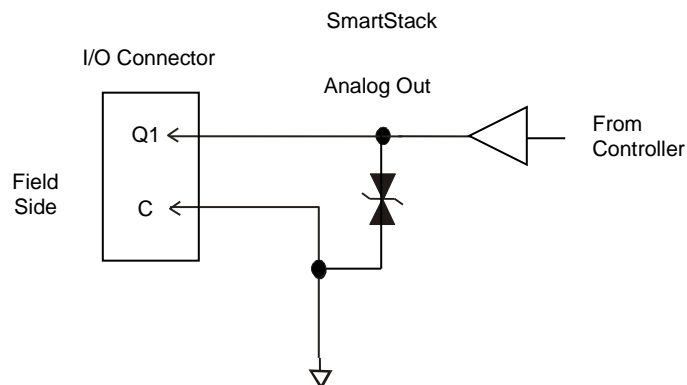 SmartStack
I/O Connector
Analog Out
Q1
From
Controller
Field
Side
C